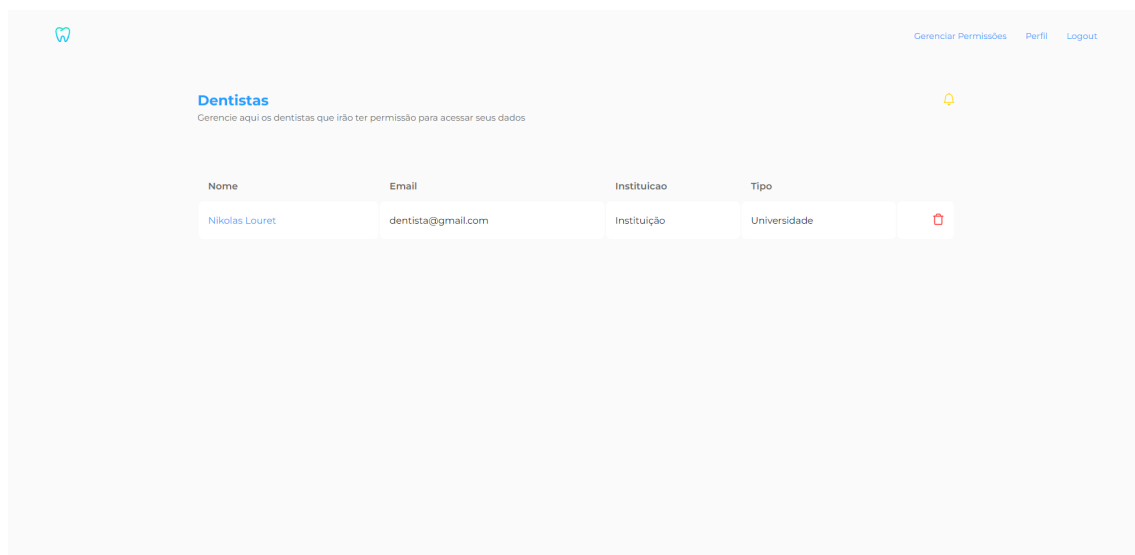 Gerenciar Permissões Perfil Logout
Dentistas
Gerencie aqui os dentistas que irão ter permissão para acessar seus dados
Nome Email Instituicao Tipo
Nikolas Louret dentista@gmail.com Instituição Universidade